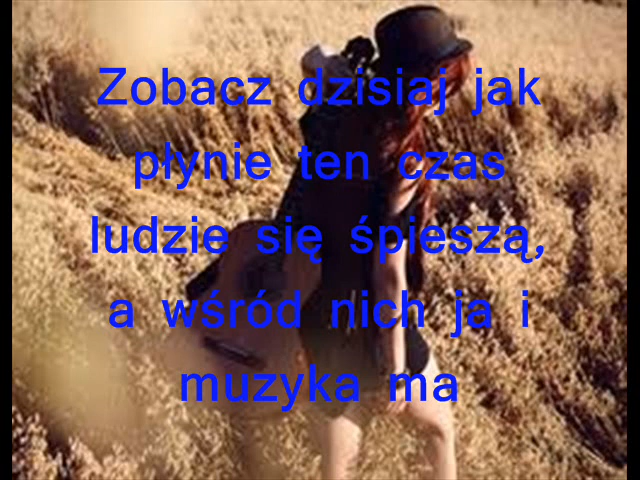 Zobacz dzisiaj jak
płynie ten czas
ludzie się śpieszą,
a wśród nich ja i
muzyka ma